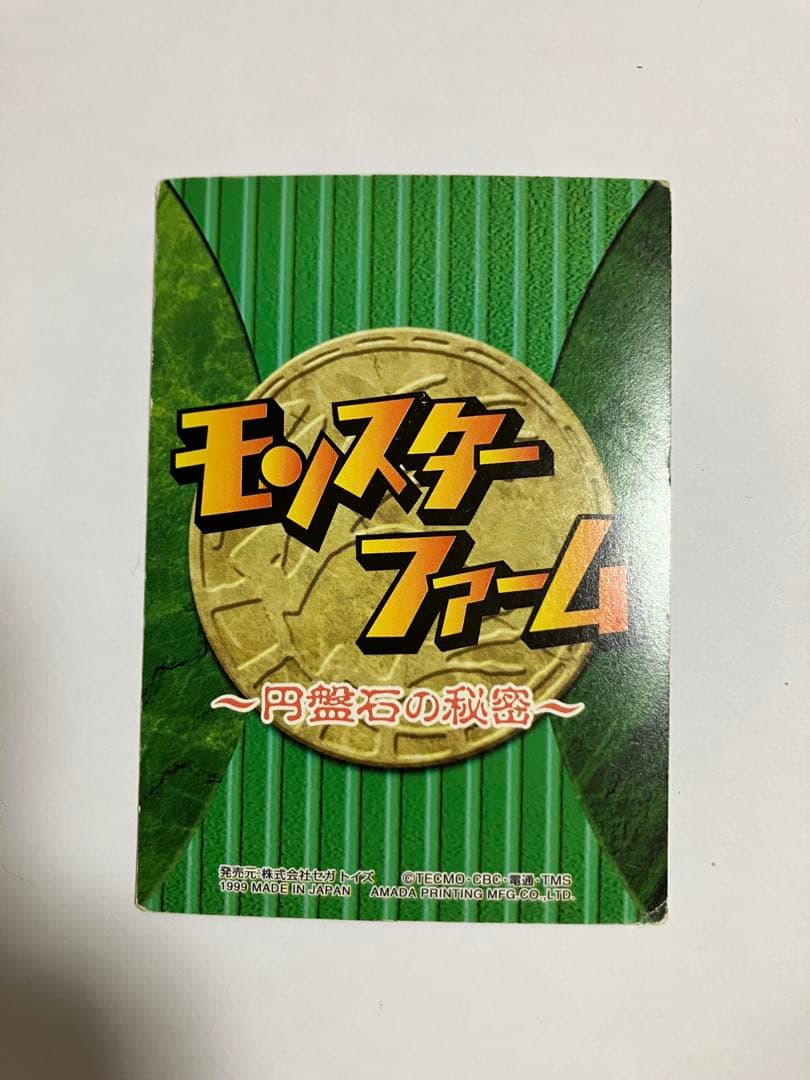 モンスター
ファーム
～円盤石の秘密～
発売元:株式会社セガ トイズ ©TECMO・CBC・電通・TMS
1999 MADE IN JAPAN AMADA PRINTING MFG.CO.,LTD.